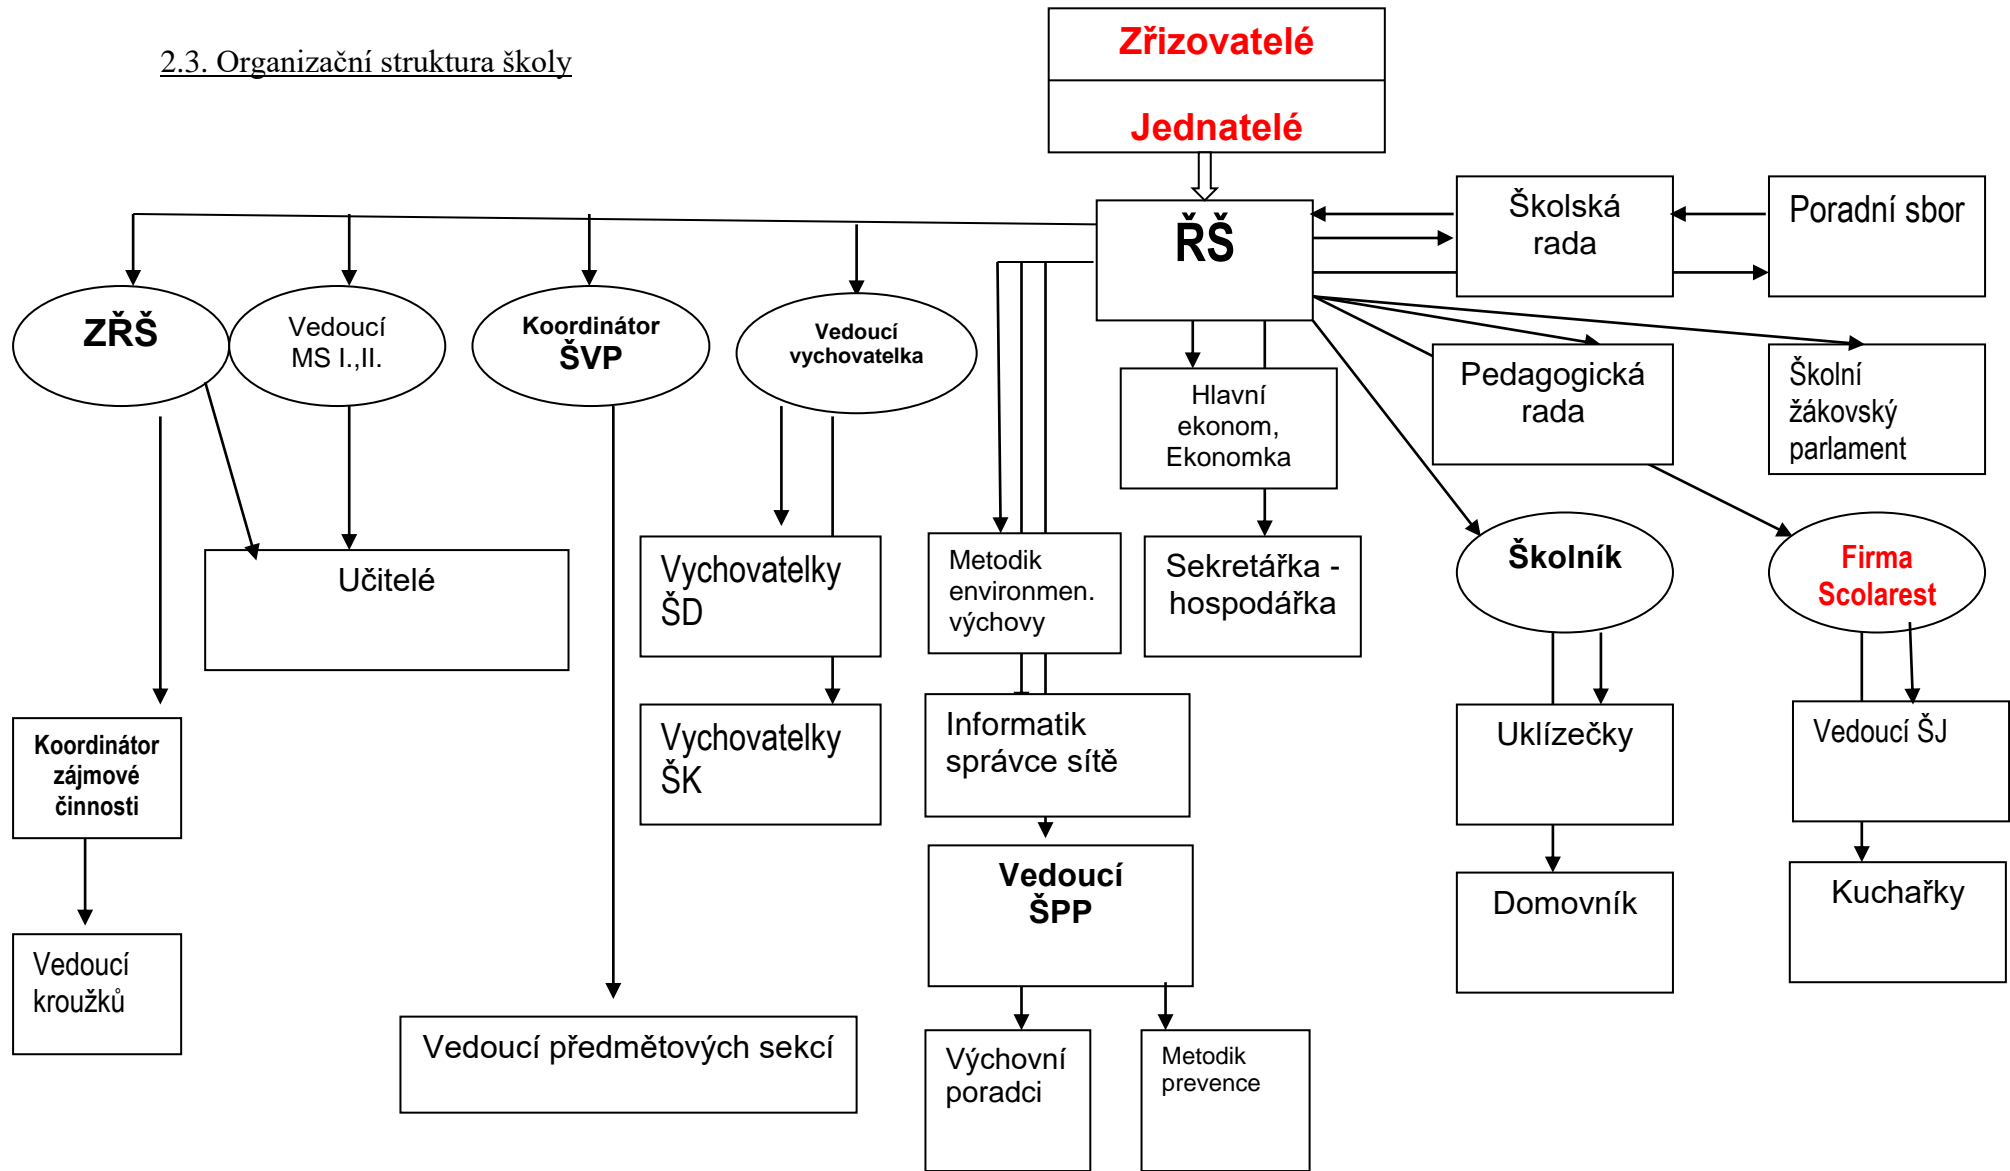 2.3. Organizační struktura školy
Zřizovatelé
Jednatelé
ŘŠ
Školská
rada
Poradní sbor
ZŘŠ
Vedoucí
MS I.,II.
Koordinátor
ŠVP
Vedoucí
vychovatelka
Hlavní
ekonom,
Ekonomka
Pedagogická
rada
Školní
žákovský
parlament
Učitelé
Vychovatelky
ŠD
Metodik
environmen.
výchovy
Sekretářka -
hospodářka
Školník
Firma
Scolarest
Koordinátor
zájmové
činnosti
Vychovatelky
ŠK
Informatik
správce sítě
Uklízečky
Vedoucí ŠJ
Vedoucí
ŠPP
Domovník
Kuchařky
Vedoucí
kroužků
Vedoucí předmětových sekcí
Výchovní
poradci
Metodik
prevence